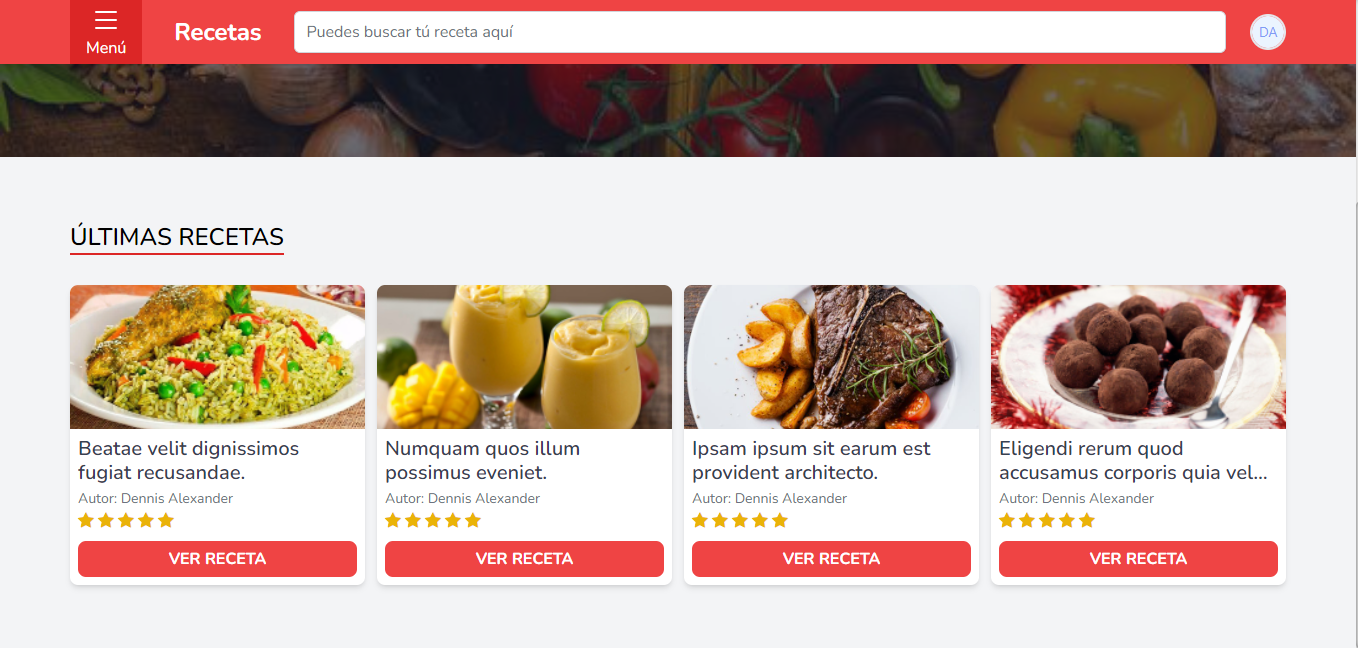 Menú
Recetas
Puedes buscar tú receta aquí
DA
ÚLTIMAS RECETAS
Beatae velit dignissimos
fugiat recusandae.
Autor: Dennis Alexander
VER RECETA
Numquam quos illum
possimus eveniet.
Autor: Dennis Alexander
VER RECETA
Ipsam ipsum sit earum est
provident architecto.
Autor: Dennis Alexander
VER RECETA
Eligendi rerum quod
accusamus corporis quia vel...
Autor: Dennis Alexander
VER RECETA